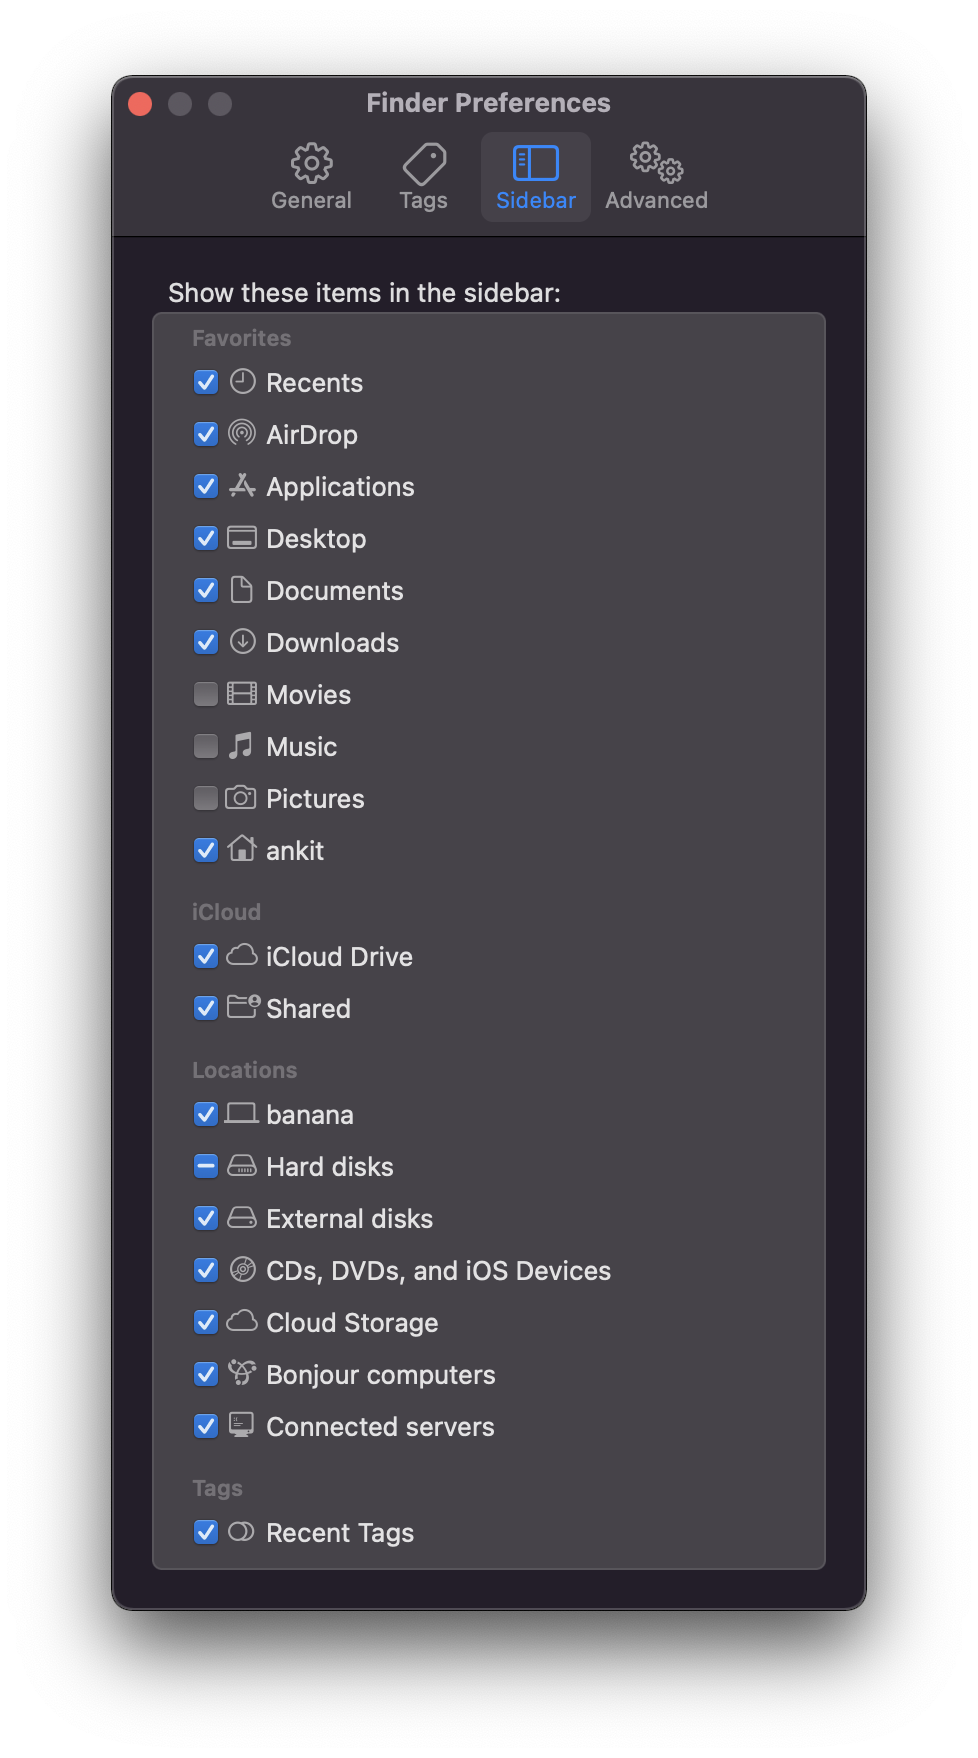 Finder Preferences
General Tags Sidebar Advanced
Show these items in the sidebar:
Favorites
Recents
AirDrop
Applications
Desktop
Documents
Downloads
Movies
Music
Pictures
ankit
iCloud
iCloud Drive
Shared
Locations
banana
Hard disks
External disks
CDs, DVDs, and iOS Devices
Cloud Storage
Bonjour computers
Connected servers
Tags
Recent Tags